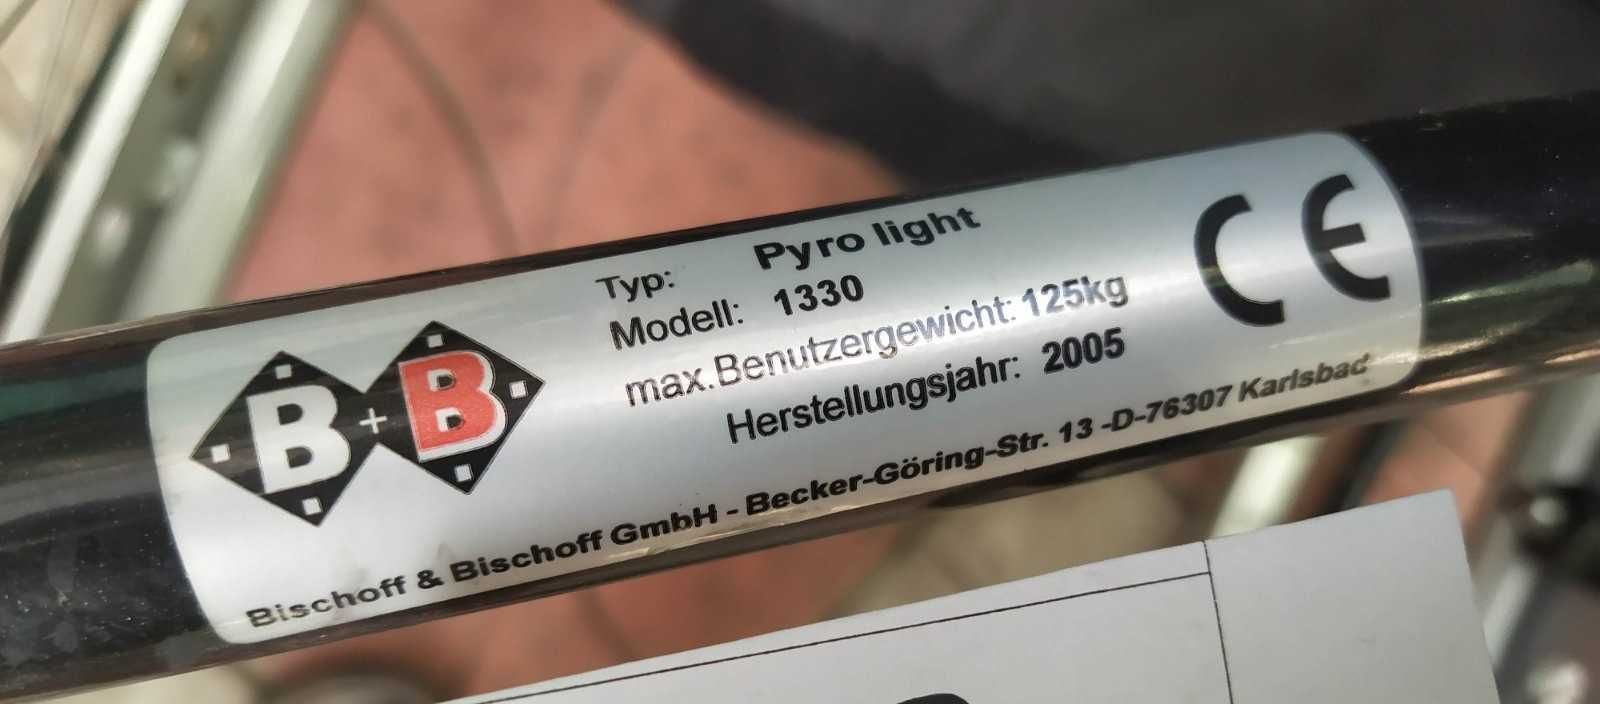 B+B
Typ: Pyro light
Modell: 1330
max.Benutzergewicht: 125kg
Herstellungsjahr: 2005
Bischoff & Bischoff GmbH - Becker-Göring-Str. 13 -D-76307 Karlsbad
CE